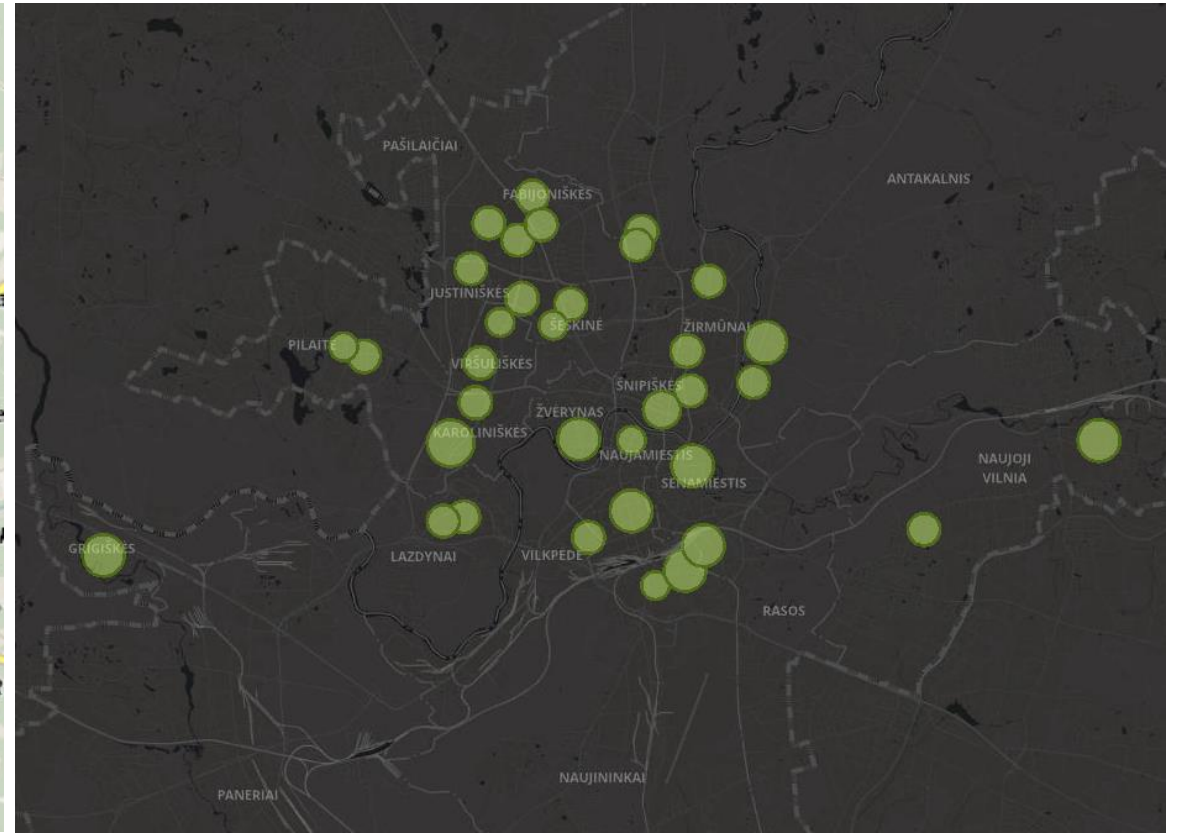 PAŠILAIČIAI
ANTAKALNIS
FABIJONIŠKĖS
JUSTINIŠKĖS
ŠEŠKINĖ
ŽIRMŪNAI
PILAITĖ
VIRŠULIŠKĖS
ŠNIPIŠKĖS
ŽVĖRYNAS
KAROLINIŠKĖS
NAUJAMIESTIS
NAUJOJI
VILNIA
SENAMIESTIS
GRIGIŠKĖS
LAZDYNAI
VILKPĖDĖ
RASOS
NAUJININKAI
PANERIAI